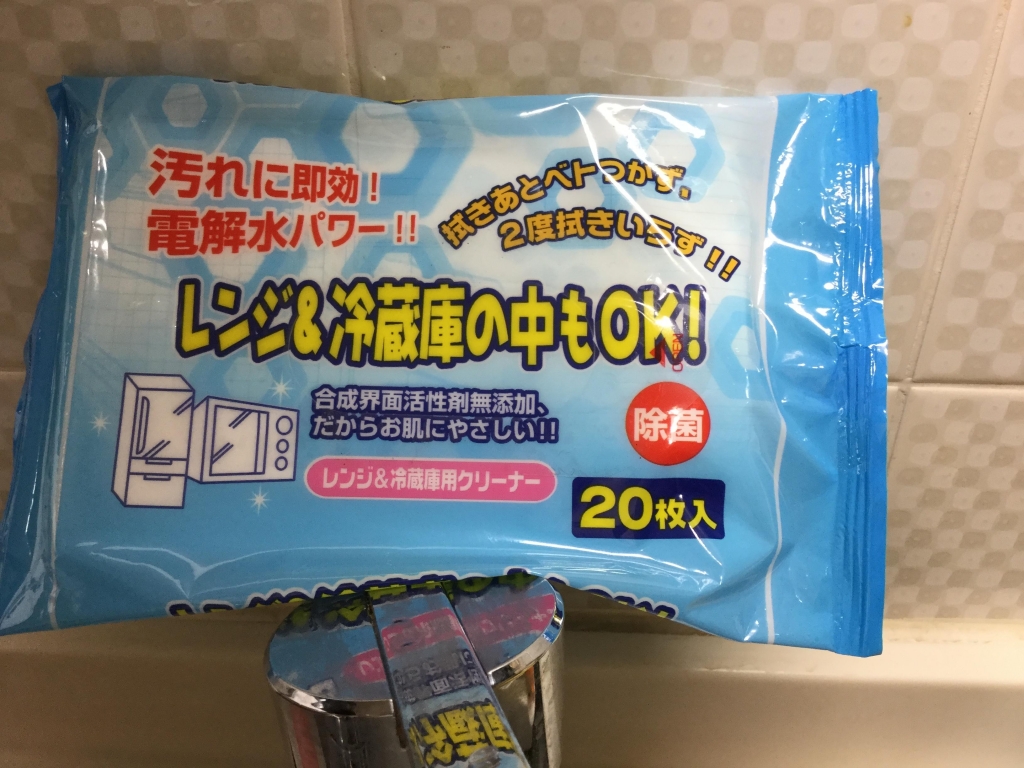 汚れに即効!
電解水パワー!!
拭きあとベトつかず、
2度拭きいらず!!
レンジ&冷蔵庫の中もOK!
合成界面活性剤無添加、
だからお肌にやさしい!!
除菌
レンジ&冷蔵庫用クリーナー
20枚入